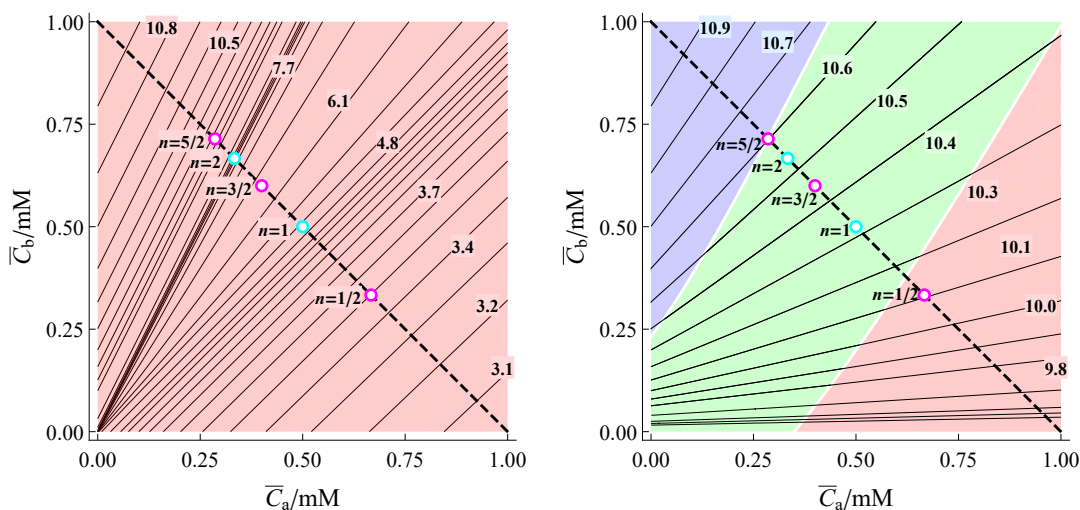 1.00
0.75
0.50
0.25
0.00
C̅b/mM
10.8
10.5
7.7
6.1
4.8
3.7
3.4
3.2
3.1
n=5/2
n=2
n=3/2
n=1
n=1/2
0.00 0.25 0.50 0.75 1.00
C̅a/mM
1.00
0.75
0.50
0.25
0.00
C̅b/mM
10.9
10.7
10.6
10.5
10.4
10.3
10.1
10.0
9.8
n=5/2
n=2
n=3/2
n=1
n=1/2
0.00 0.25 0.50 0.75 1.00
C̅a/mM